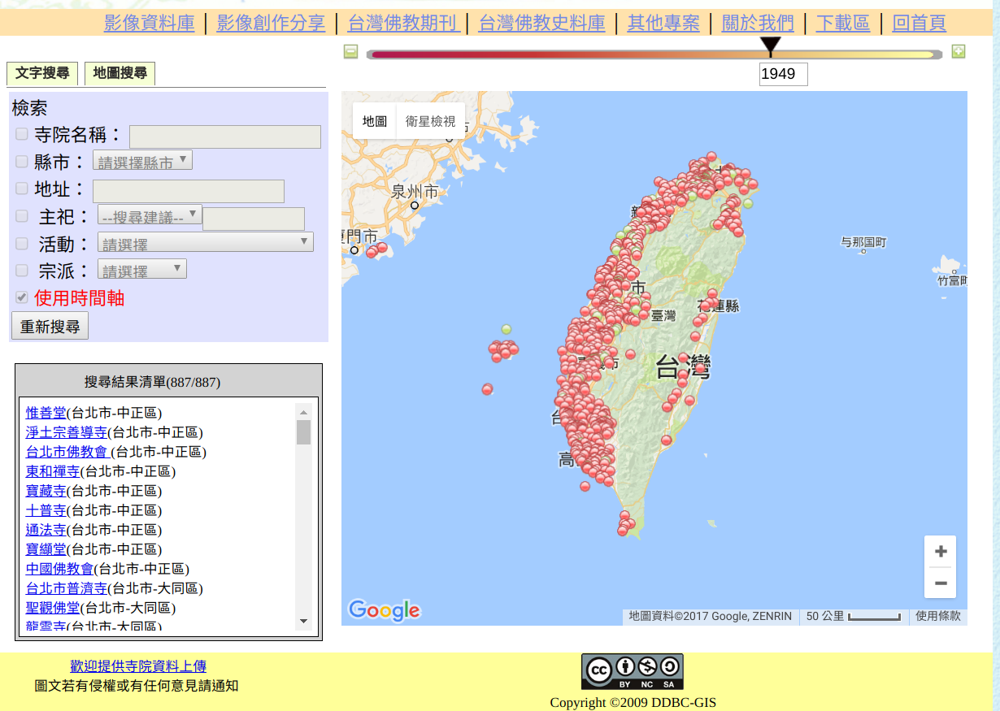 影像資料庫 | 影像創作分享 | 台灣佛教期刊 | 台灣佛教史料庫 | 其他專案 | 關於我們 | 下載區 | 回首頁
1949
文字搜尋 地圖搜尋
檢索
寺院名稱：
縣市： 請選擇縣市
地址：
主祀： --搜尋建議--
活動： 請選擇
宗派： 請選擇
使用時間軸
重新搜尋
搜尋結果清單(887/887)
惟善堂(台北市-中正區)
淨土宗善導寺(台北市-中正區)
台北市佛教會 (台北市-中正區)
東和禪寺(台北市-中正區)
寶藏寺(台北市-中正區)
十普寺(台北市-中正區)
通法寺(台北市-中正區)
寶纈堂(台北市-中正區)
中國佛教會(台北市-中正區)
台北市普濟寺(台北市-大同區)
聖觀佛堂(台北市-大同區)
龍雲寺(台北市-大同區)
地圖 衛星檢視
泉州市
廈門市
与那国町
竹富町
市
臺灣
花蓮縣
台灣
Google
地圖資料©2017 Google, ZENRIN 50 公里 使用條款
歡迎提供寺院資料上傳
圖文若有侵權或有任何意見請通知
cc BY NC SA
Copyright ©2009 DDBC-GIS